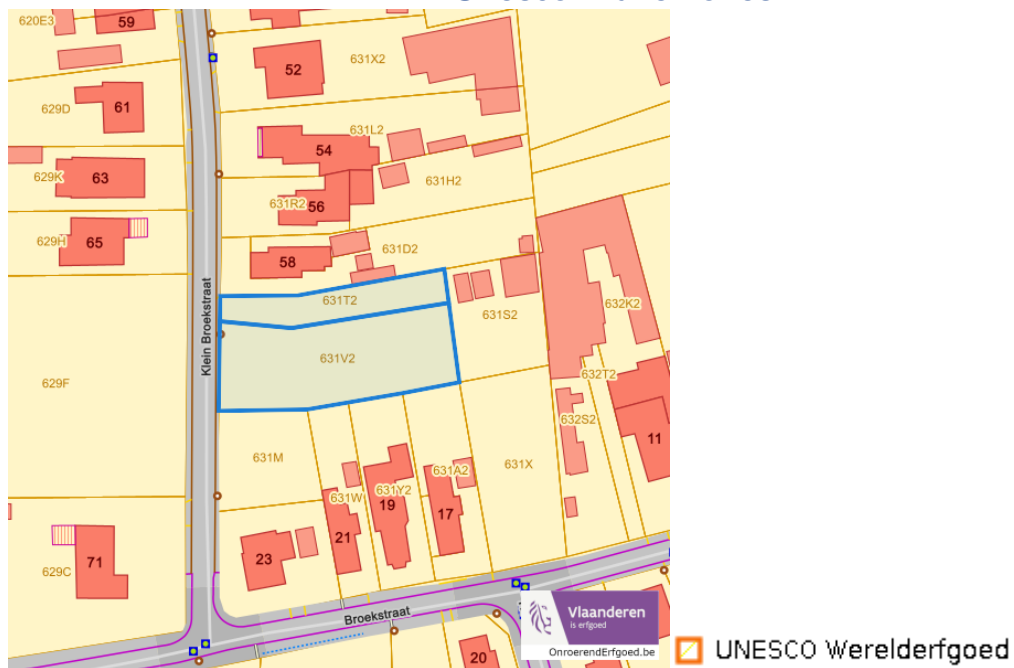 620E3
59
52
631X2
629D
61
631L2
54
629K
63
631H2
631R2
56
629H
65
58
631D2
Klein Broekstraat
631T2
631S2
632K2
631V2
629F
632T2
632S2
11
631M
631W
631Y2
631A2
631X
19
17
21
23
629C
71
Broekstraat
20
Vlaanderen
is erfgoed
OnroerendErfgoed.be
UNESCO Werelderfgoed